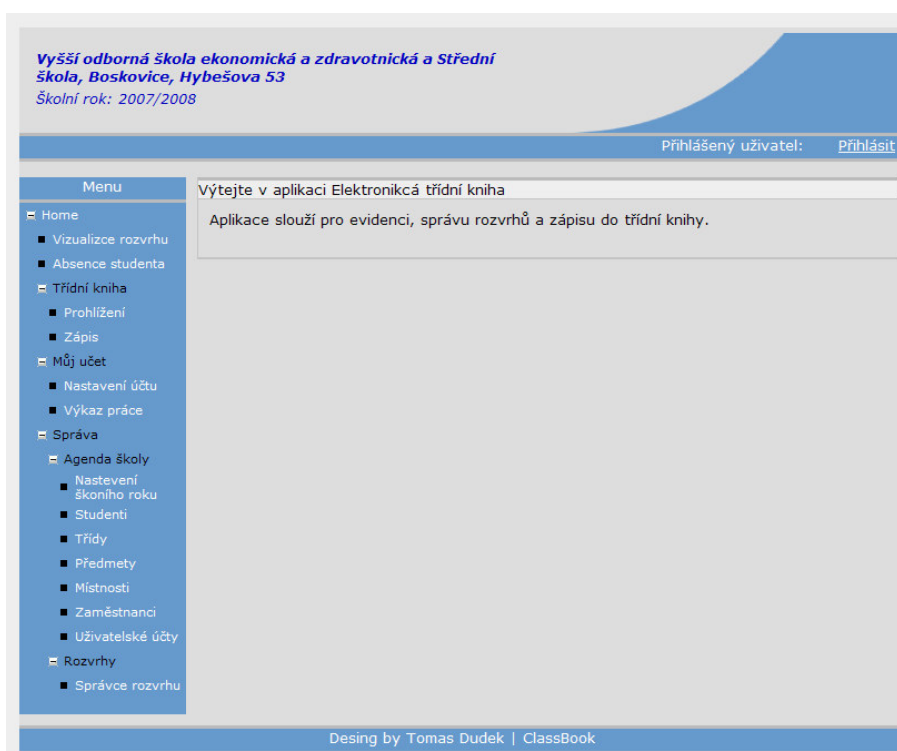 Vyšší odborná škola ekonomická a zdravotnická a Střední
škola, Boskovice, Hybešova 53
Školní rok: 2007/2008
Přihlášený uživatel: Přihlásit
Menu
Home
Vizualizce rozvrhu
Absence studenta
Třídní kniha
Prohlížení
Zápis
Můj učet
Nastavení účtu
Výkaz práce
Správa
Agenda školy
Nastevení
škoního roku
Studenti
Třídy
Předmety
Místnosti
Zaměstnanci
Uživatelské účty
Rozvrhy
Správce rozvrhu
Výtejte v aplikaci Elektronikcá třídní kniha
Aplikace slouží pro evidenci, správu rozvrhů a zápisu do třídní knihy.
Desing by Tomas Dudek | ClassBook